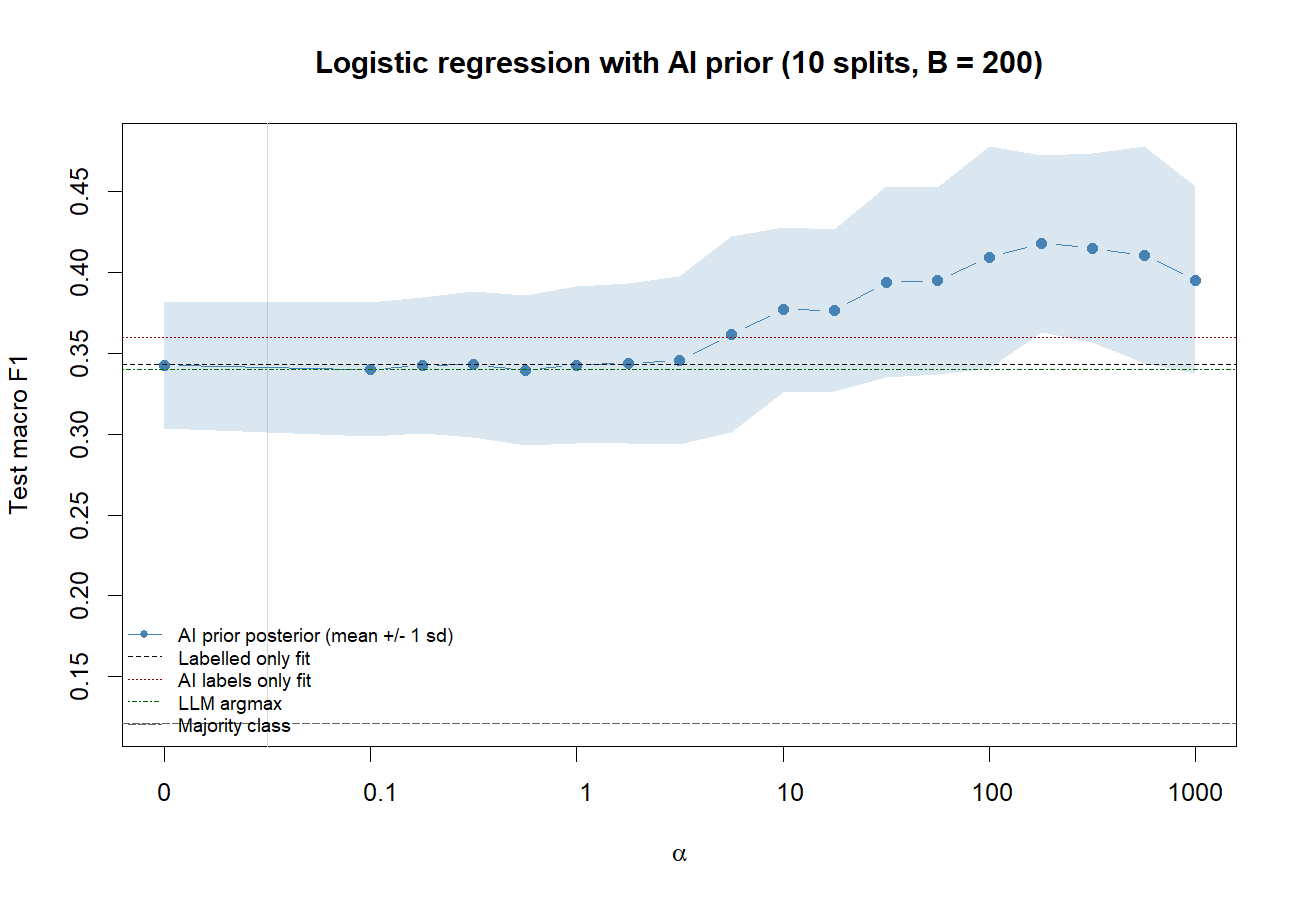 Logistic regression with AI prior (10 splits, B = 200)
Test macro F1
0.45
0.40
0.35
0.30
0.25
0.20
0.15
AI prior posterior (mean +/- 1 sd)
Labelled only fit
AI labels only fit
LLM argmax
Majority class
0 0.1 1 10 100 1000
α